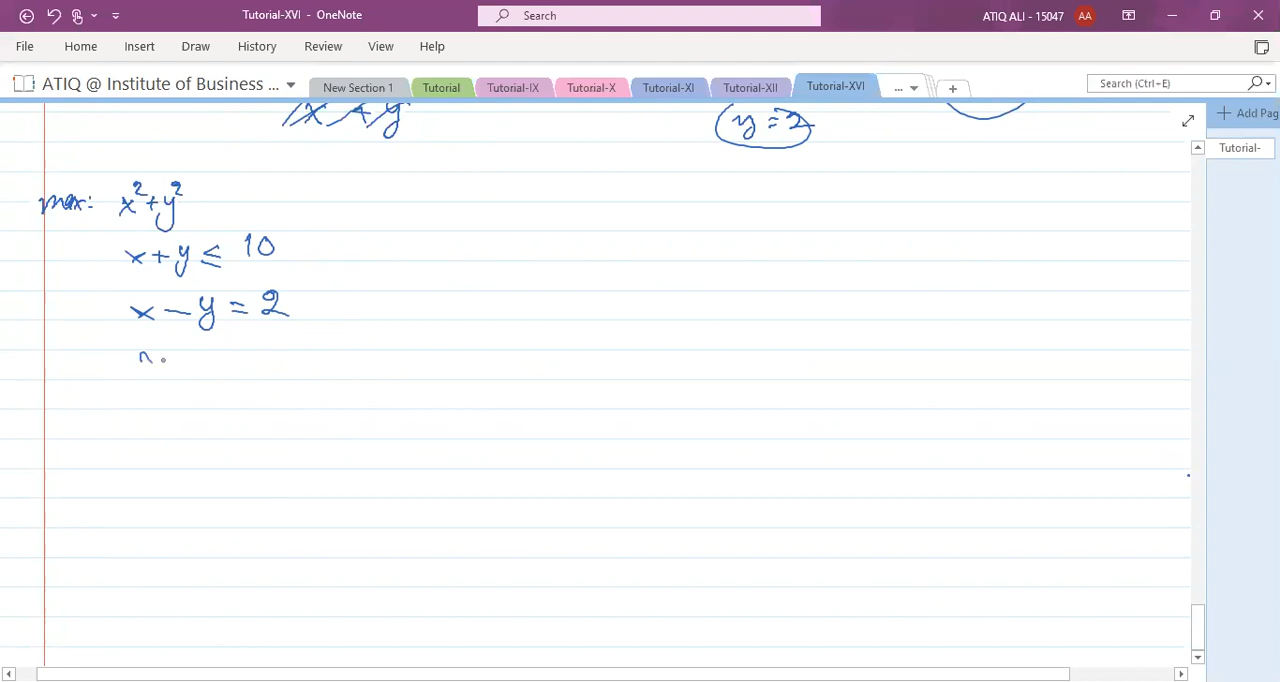 Tutorial-XVI - OneNote
Search
ATIQ ALI - 15047
AA
File Home Insert Draw History Review View Help
ATIQ @ Institute of Business ...
New Section 1
Tutorial
Tutorial-IX
Tutorial-X
Tutorial-XI
Tutorial-XII
Tutorial-XVI
...
Search (Ctrl+E)
Add Pag
Tutorial-
x + y
y = 2
max: x² + y²
x + y ≤ 10
x - y = 2